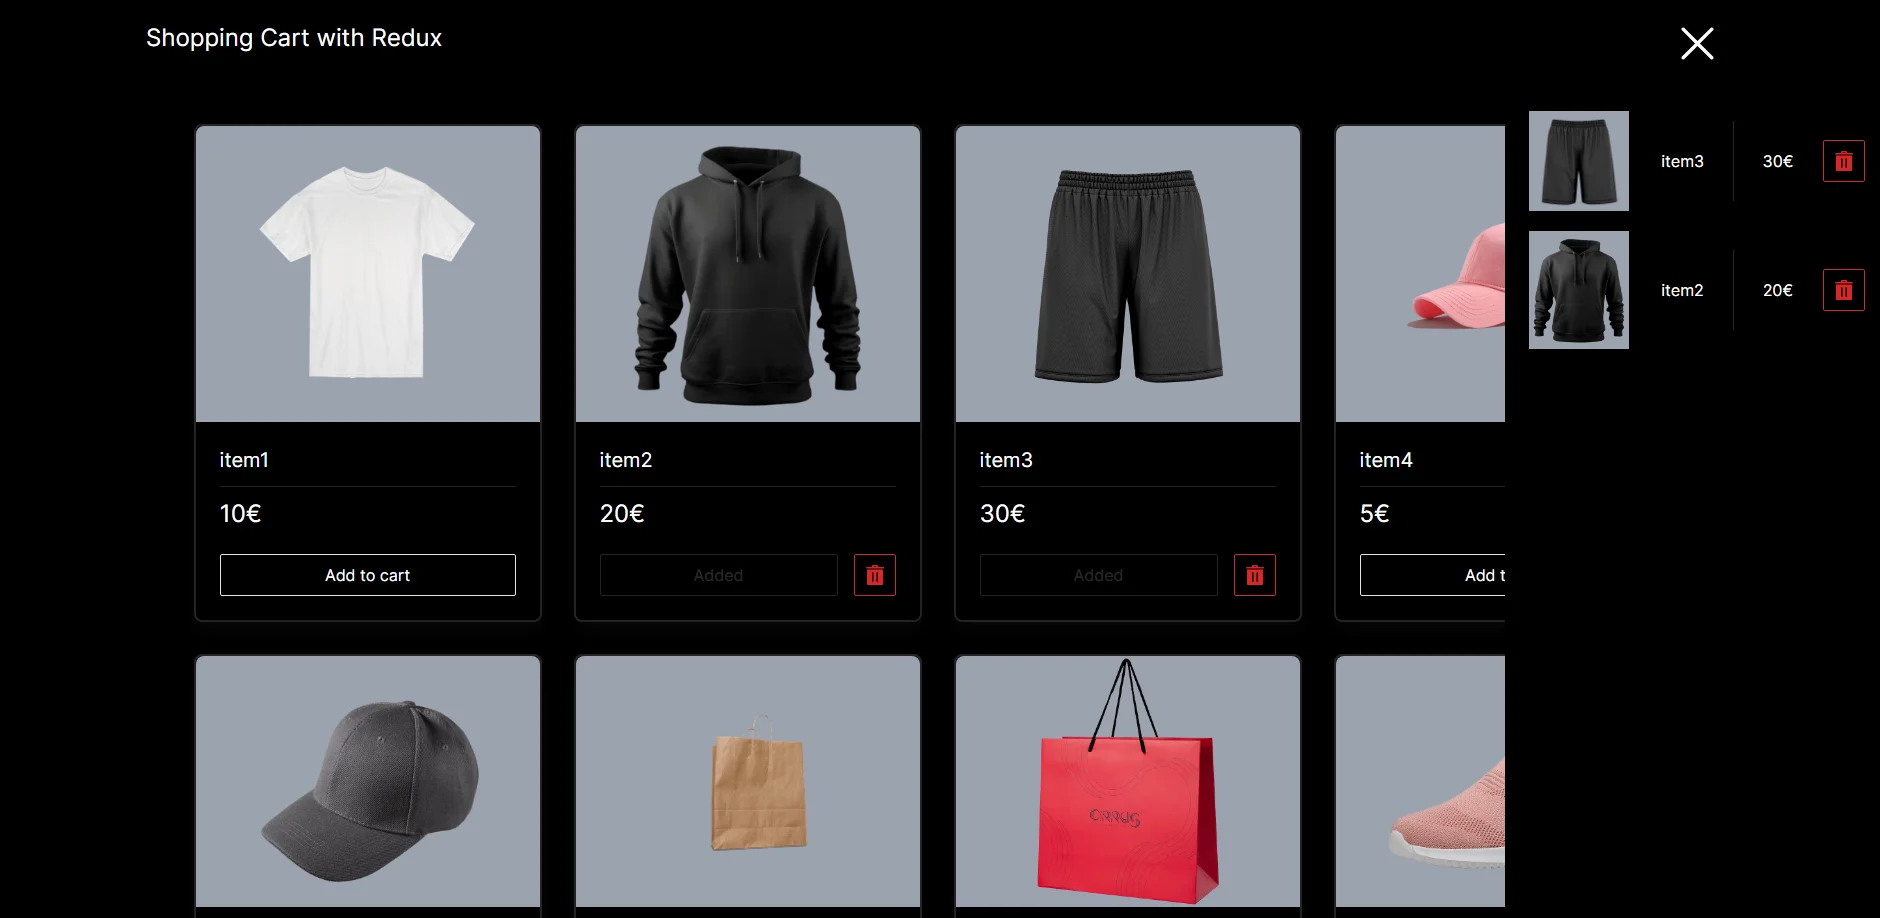 Shopping Cart with Redux
item1
10€
Add to cart
item2
20€
Added
item3
30€
Added
item4
5€
Add t
item3
30€
item2
20€